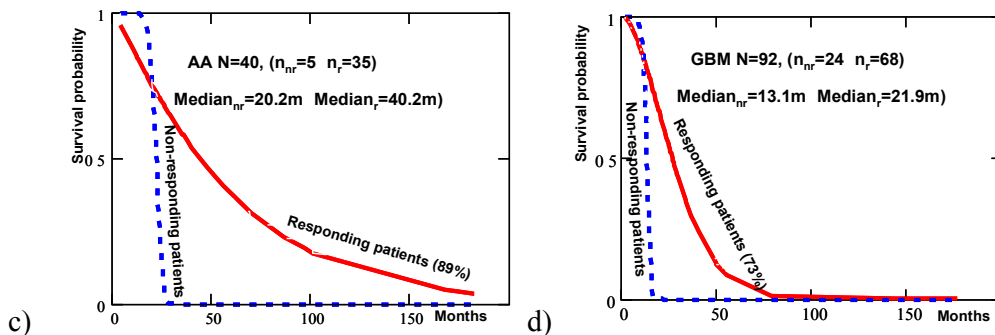 1
AA N=40, (nnr=5 nr=35)
Mediannr=20.2m Medianr=40.2m)
Survival probability
0 5
Non-responding patients
Responding patients (89%)
0
0 50 100 150 Months
c)
1
GBM N=92, (nnr=24 nr=68)
Mediannr=13.1m Medianr=21.9m)
Survival probability
0 5
Non-responding patients
Responding patients (73%)
0
0 50 100 150 Months
d)